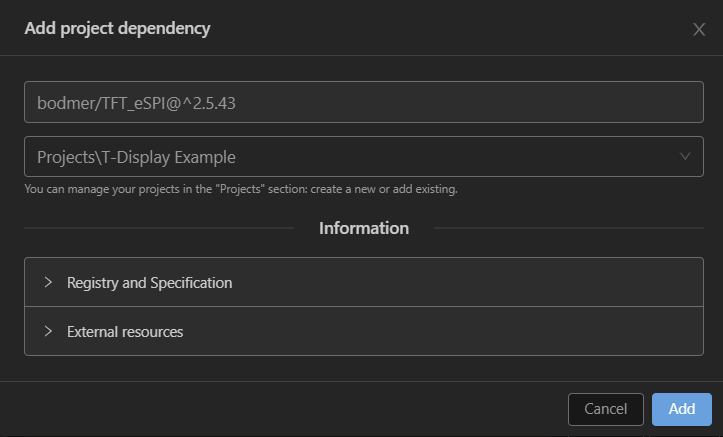 Add project dependency
bodmer/TFT_eSPI@^2.5.43
Projects\T-Display Example
You can manage your projects in the "Projects" section: create a new or add existing.
Information
Registry and Specification
External resources
Cancel
Add